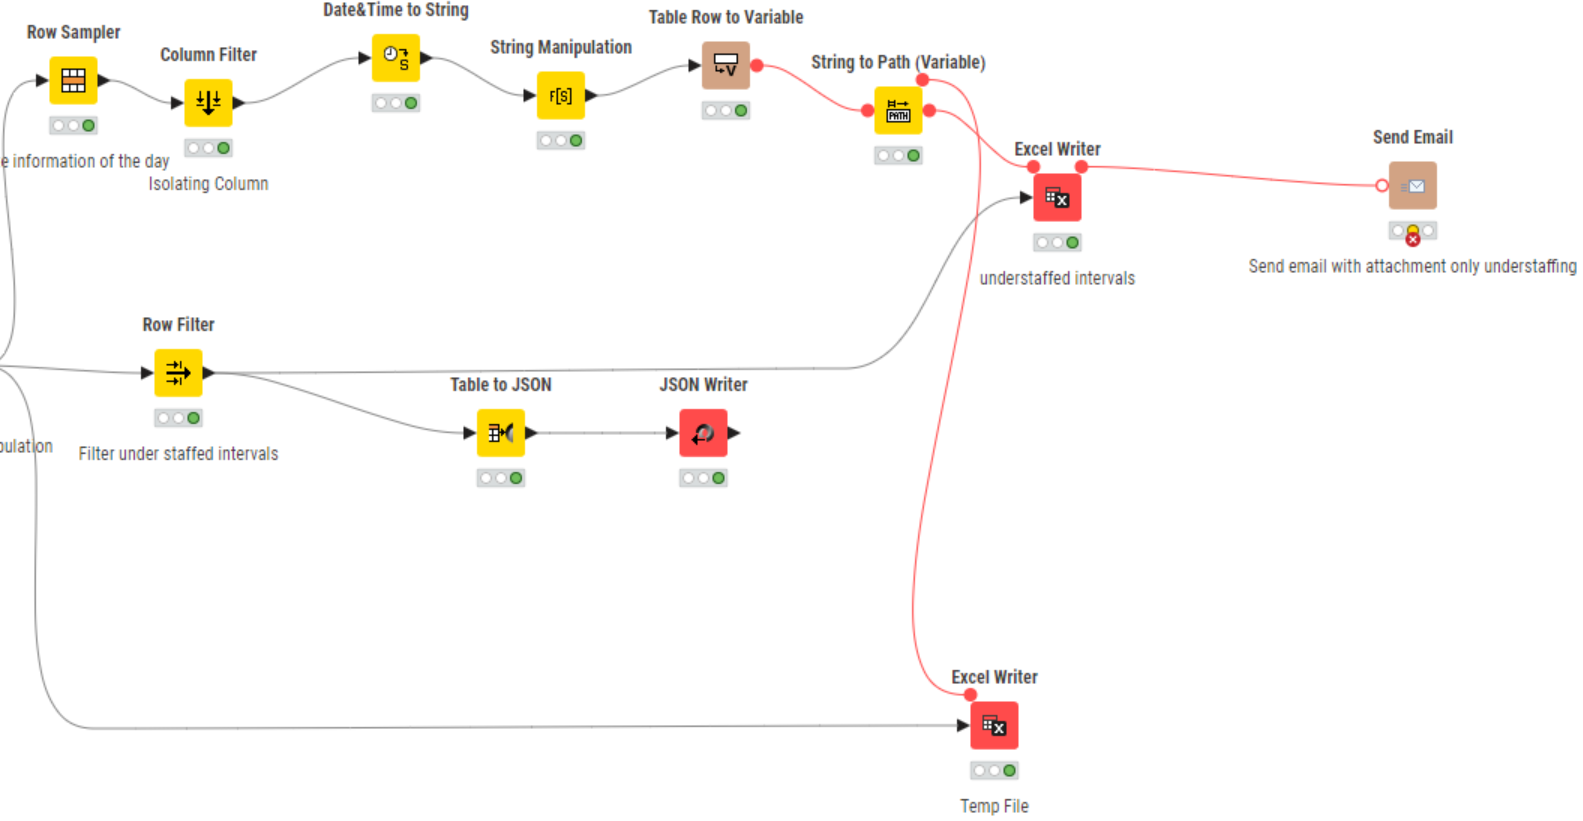 Date&Time to String
Table Row to Variable
Row Sampler
String Manipulation
Column Filter
String to Path (Variable)
S
V
F[S]
PATH
Send Email
Excel Writer
X
e information of the day
Isolating Column
Send email with attachment only understaffing
understaffed intervals
Row Filter
Table to JSON
JSON Writer
pulation
Filter under staffed intervals
Excel Writer
X
Temp File